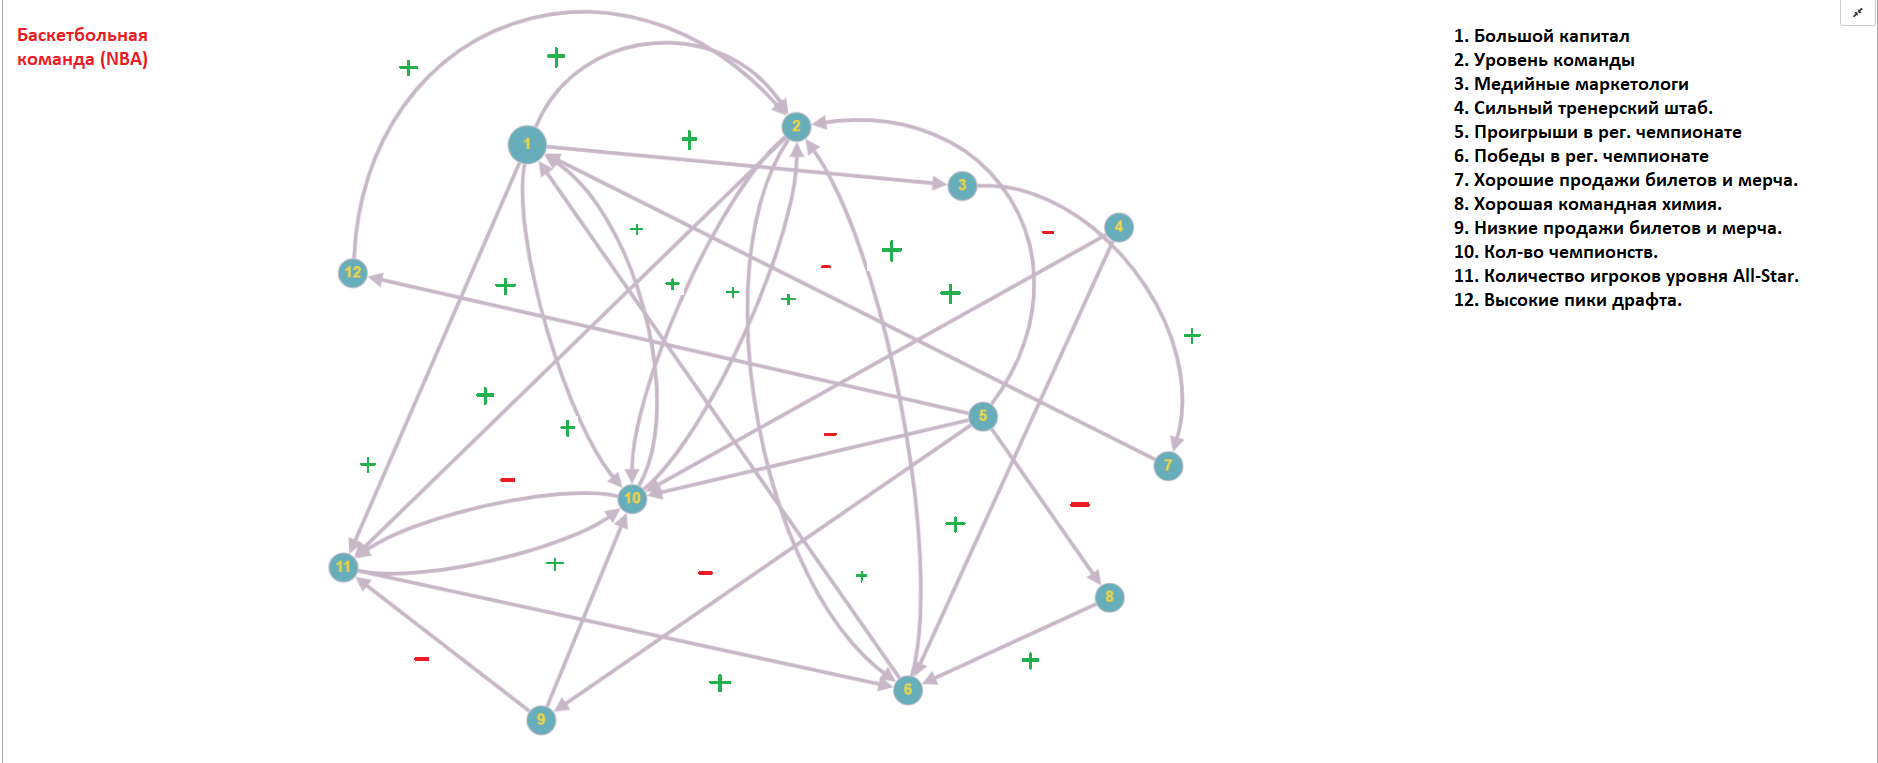 Баскетбольная
команда (NBA)
1. Большой капитал
2. Уровень команды
3. Медийные маркетологи
4. Сильный тренерский штаб.
5. Проигрыши в рег. чемпионате
6. Победы в рег. чемпионате
7. Хорошие продажи билетов и мерча.
8. Хорошая командная химия.
9. Низкие продажи билетов и мерча.
10. Кол-во чемпионств.
11. Количество игроков уровня All-Star.
12. Высокие пики драфта.
1
2
3
4
12
5
7
10
11
8
6
9